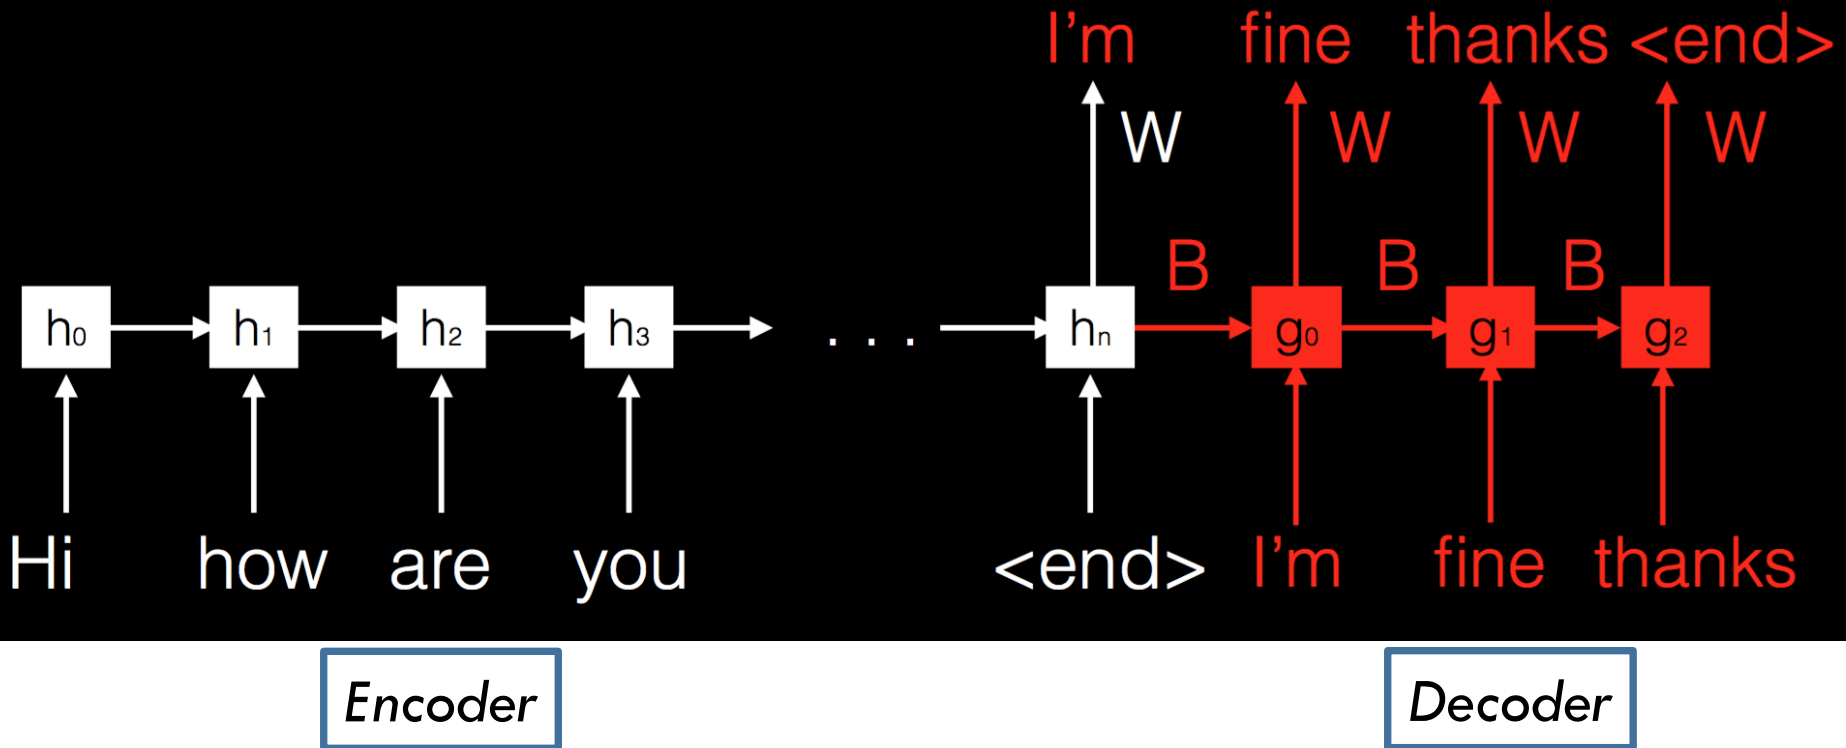 I'm fine thanks <end>
W W W W
B B B
h0 h1 h2 h3 . . . hn g0 g1 g2
Hi how are you <end> I'm fine thanks
Encoder Decoder